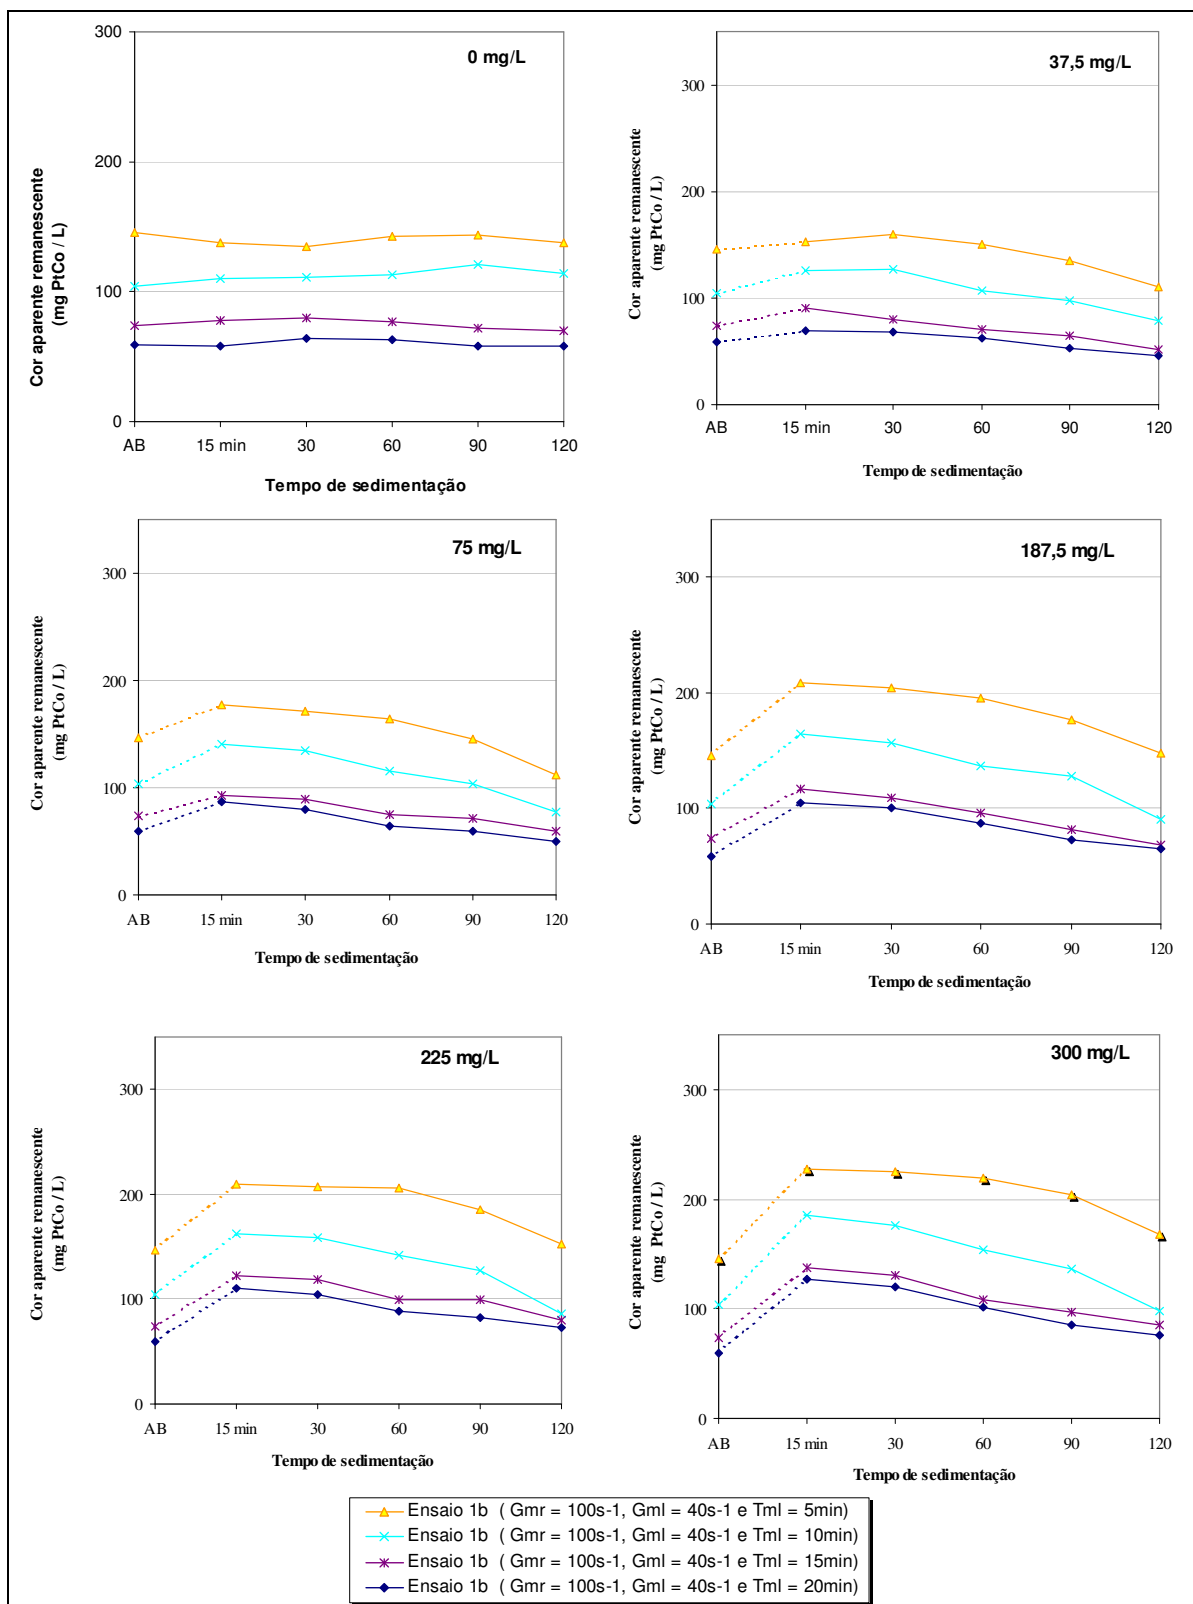 0 mg/L
300
200
100
0
Cor aparente remanescente
(mg PtCo / L)
AB 15 min 30 60 90 120
Tempo de sedimentação
37,5 mg/L
300
200
100
0
Cor aparente remanescente
(mg PtCo / L)
AB 15 min 30 60 90 120
Tempo de sedimentação
75 mg/L
300
200
100
0
Cor aparente remanescente
(mg PtCo / L)
AB 15 min 30 60 90 120
Tempo de sedimentação
187,5 mg/L
300
200
100
0
Cor aparente remanescente
(mg PtCo / L)
AB 15 min 30 60 90 120
Tempo de sedimentação
225 mg/L
300
200
100
0
Cor aparente remanescente
(mg PtCo / L)
AB 15 min 30 60 90 120
Tempo de sedimentação
300 mg/L
300
200
100
0
Cor aparente remanescente
(mg PtCo / L)
AB 15 min 30 60 90 120
Tempo de sedimentação
Ensaio 1b ( Gmr = 100s-1, Gml = 40s-1 e Tml = 5min)
Ensaio 1b ( Gmr = 100s-1, Gml = 40s-1 e Tml = 10min)
Ensaio 1b ( Gmr = 100s-1, Gml = 40s-1 e Tml = 15min)
Ensaio 1b ( Gmr = 100s-1, Gml = 40s-1 e Tml = 20min)